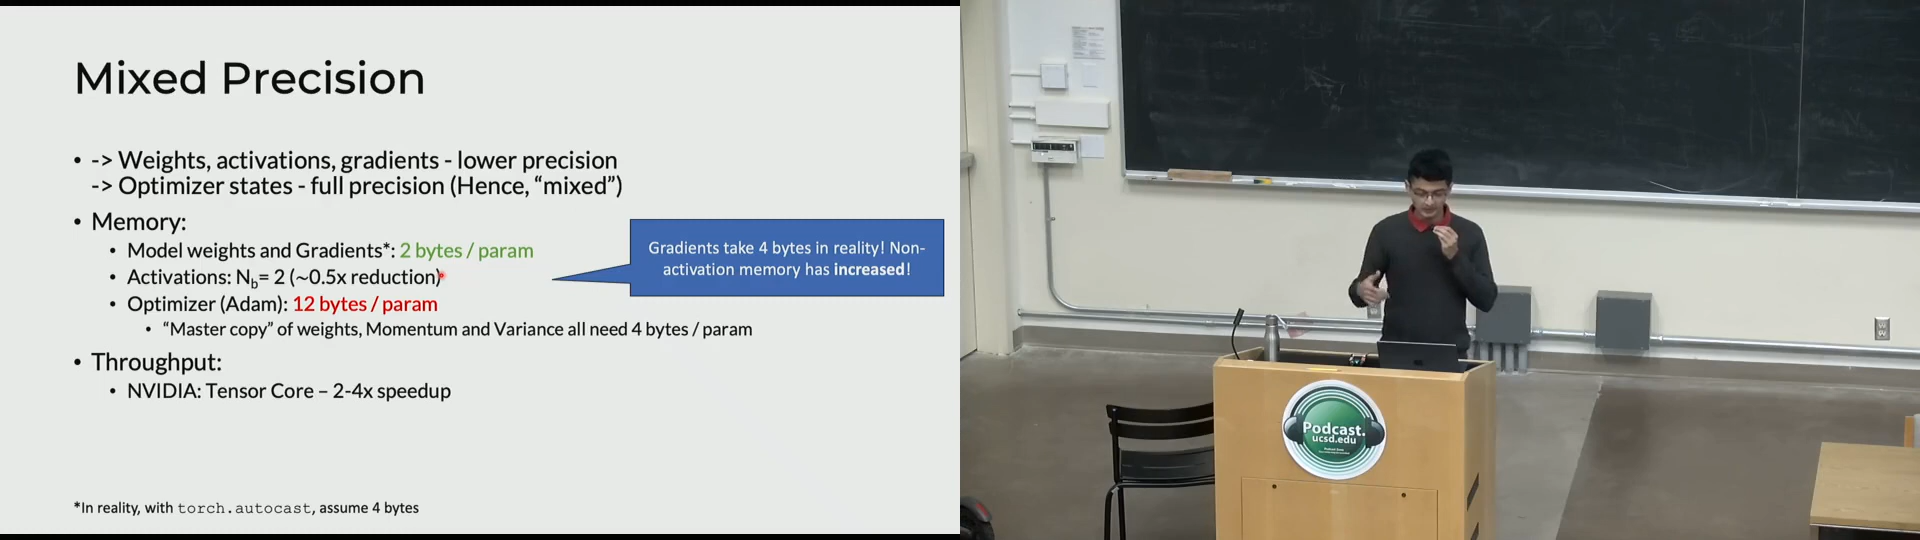 Mixed Precision
• -> Weights, activations, gradients - lower precision
-> Optimizer states - full precision (Hence, “mixed”)
• Memory:
• Model weights and Gradients*: 2 bytes / param
• Activations: Nb= 2 (~0.5x reduction)
• Optimizer (Adam): 12 bytes / param
• “Master copy” of weights, Momentum and Variance all need 4 bytes / param
• Throughput:
• NVIDIA: Tensor Core – 2-4x speedup
*In reality, with torch.autocast, assume 4 bytes
Gradients take 4 bytes in reality! Non-
activation memory has increased!
Podcast.
ucsd.edu